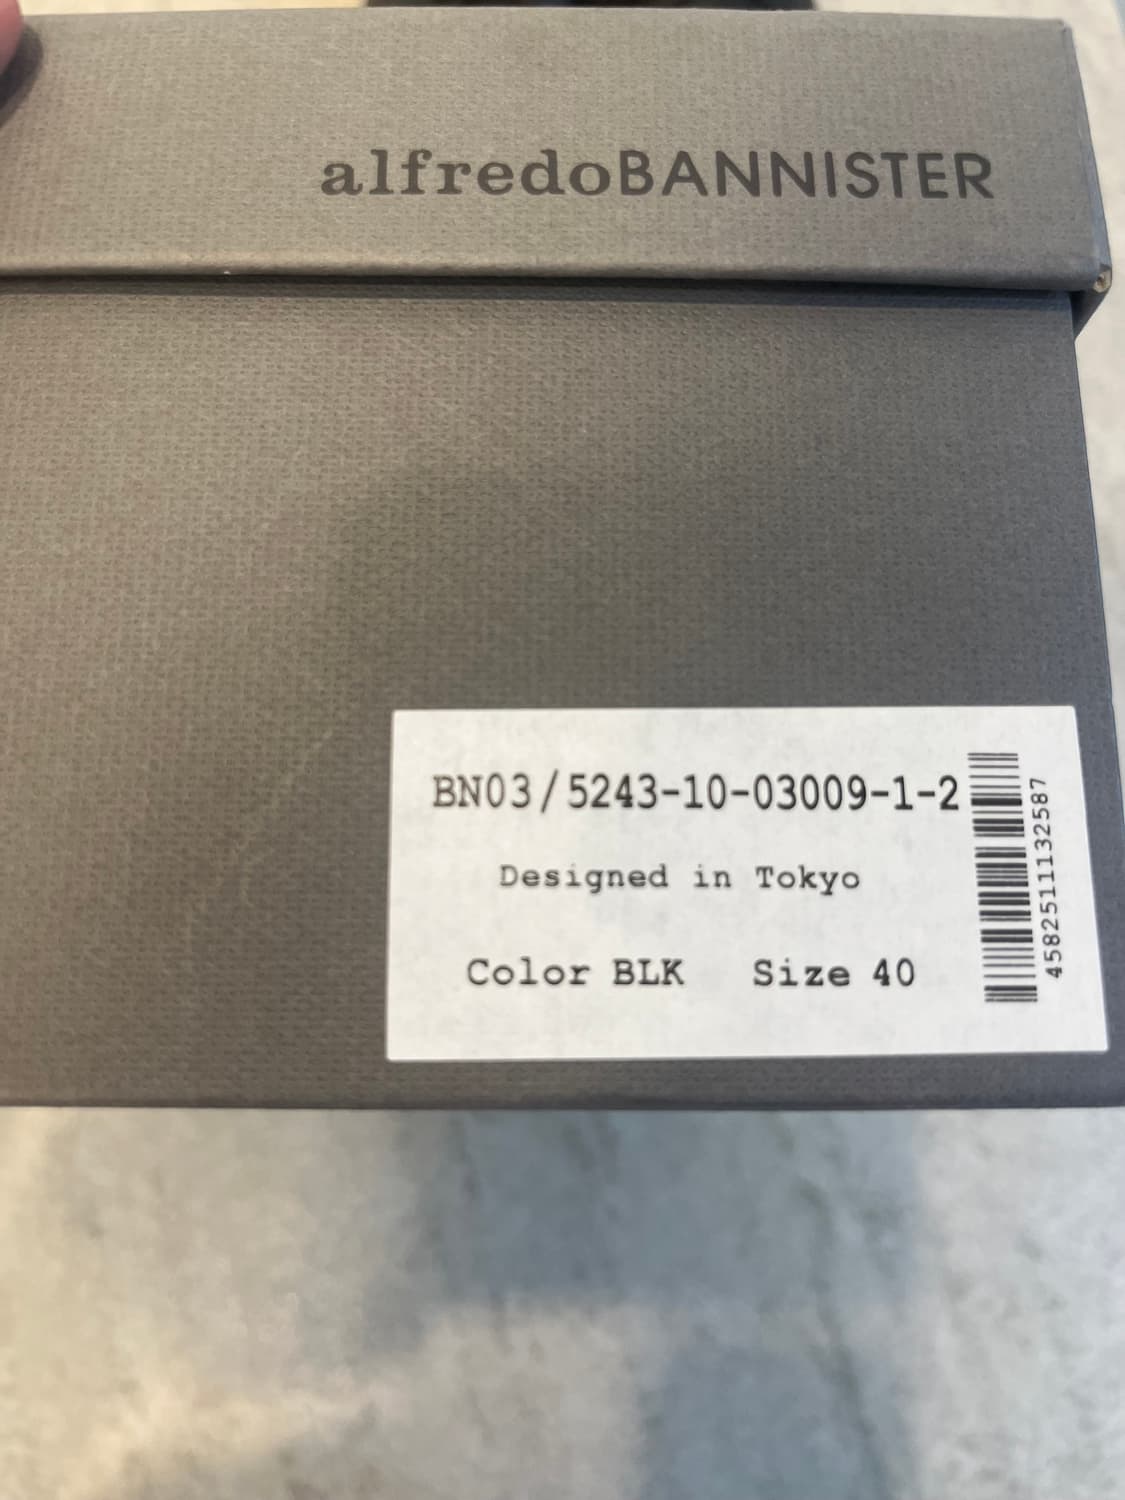 alfredoBANNISTER
BN03/5243-10-03009-1-2
Designed in Tokyo
Color BLK Size 40
4582511132587